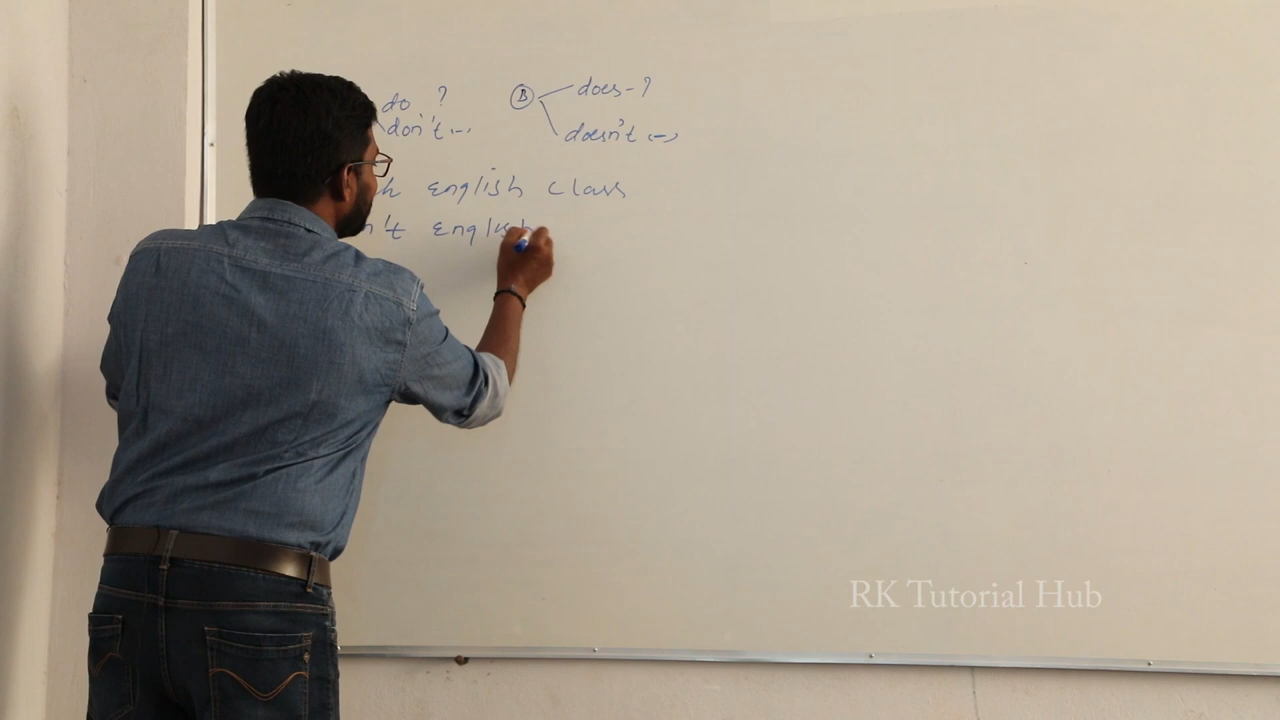 do ? B does-?
don't (-) doesn't (-)
english class
n't english
RK Tutorial Hub